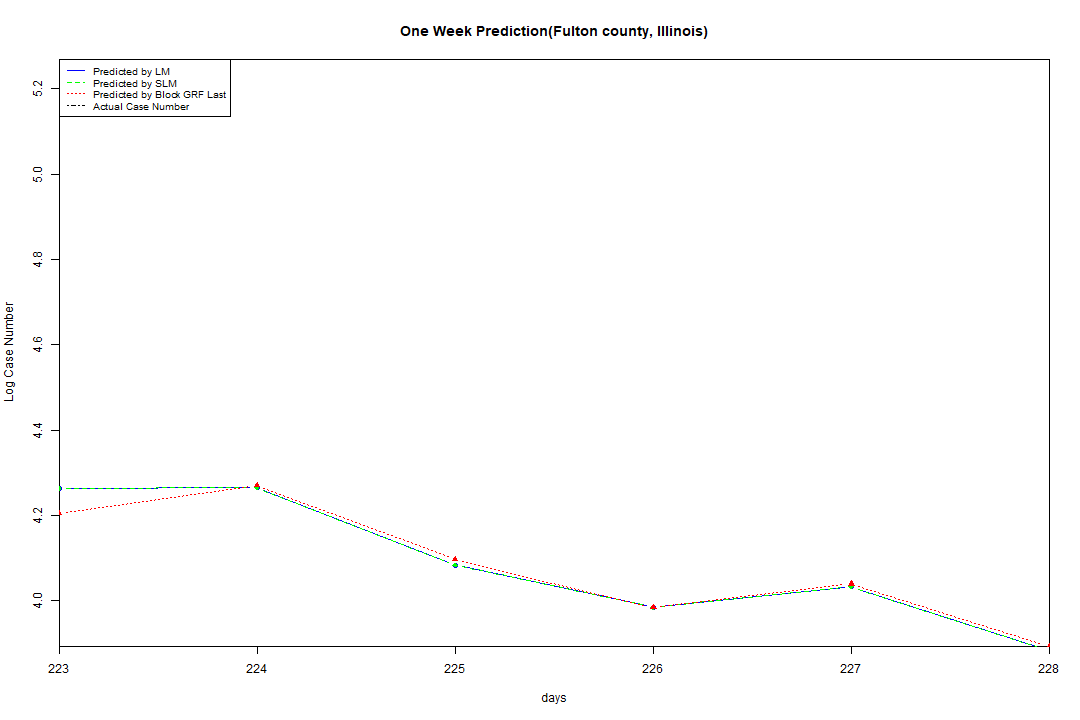 One Week Prediction(Fulton county, Illinois)
Predicted by LM
Predicted by SLM
Predicted by Block GRF Last
Actual Case Number
5.2
5.0
4.8
4.6
4.4
4.2
4.0
Log Case Number
223 224 225 226 227 228
days